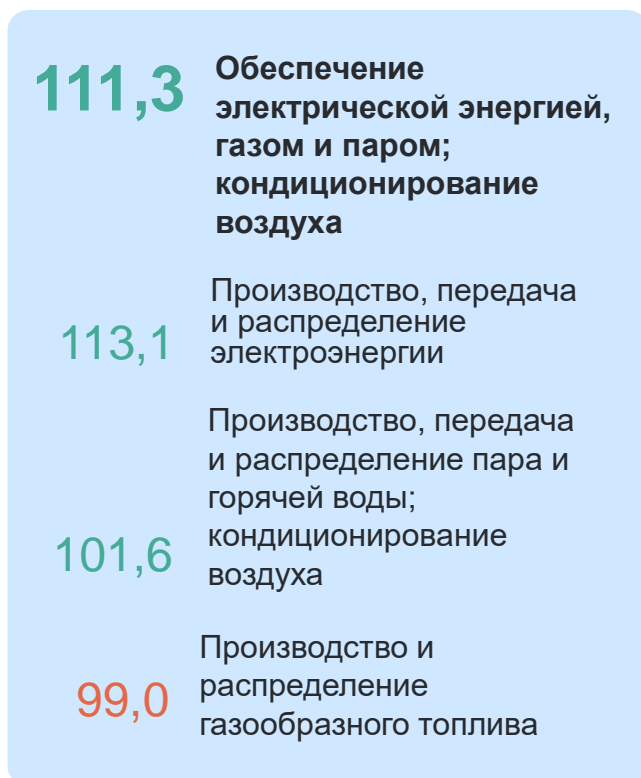 111,3
Обеспечение
электрической энергией,
газом и паром;
кондиционирование
воздуха
113,1
Производство, передача
и распределение
электроэнергии
101,6
Производство, передача
и распределение пара и
горячей воды;
кондиционирование
воздуха
99,0
Производство и
распределение
газообразного топлива